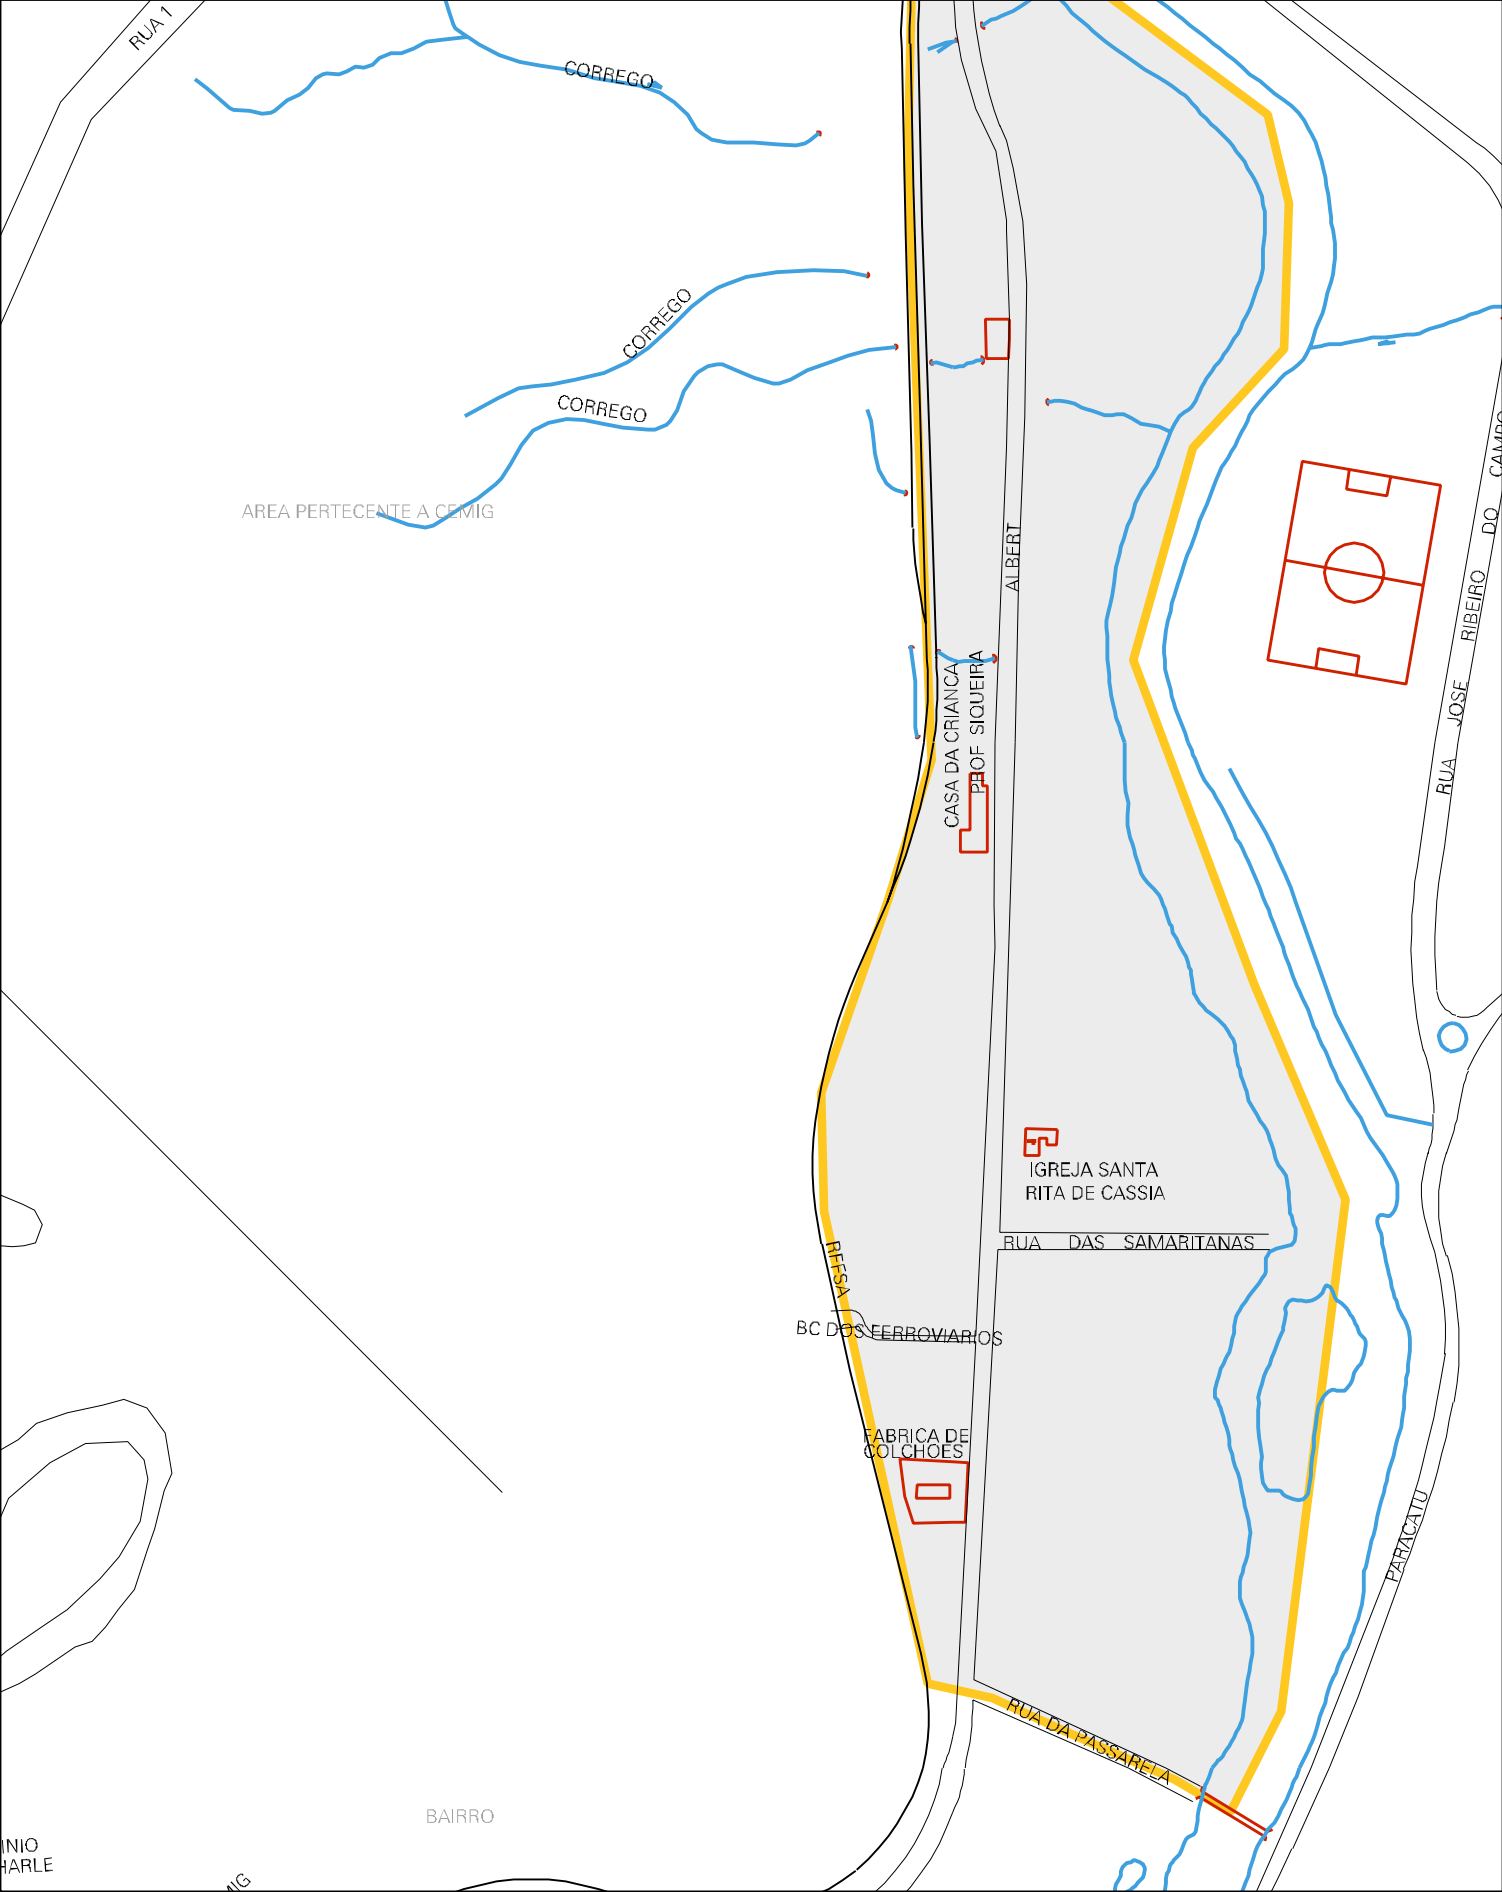 RUA 1
CORREGO
CORREGO
CORREGO
AREA PERTECENTE A CEMIG
ALBERT
CASA DA CRIANCA
PROF SIQUEIRA
RUA JOSE RIBEIRO DO CAMPO
IGREJA SANTA
RITA DE CASSIA
RUA DAS SAMARITANAS
RFFSA
BC DOS FERROVIARIOS
FABRICA DE
COLCHOES
PARACATU
RUA DA PASSARELA
BAIRRO
INIO
HARLE